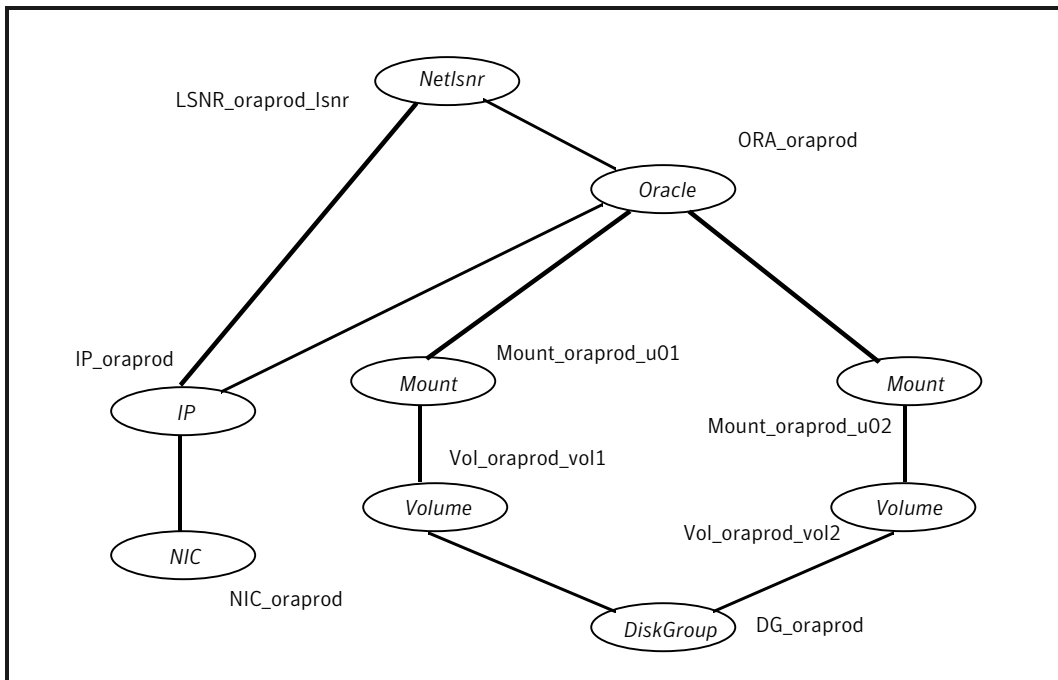 Netlsnr
LSNR_oraprod_lsnr
ORA_oraprod
Oracle
IP_oraprod
Mount_oraprod_u01
Mount
Mount
IP
Mount_oraprod_u02
Vol_oraprod_vol1
Volume
Volume
Vol_oraprod_vol2
NIC
NIC_oraprod
DiskGroup
DG_oraprod